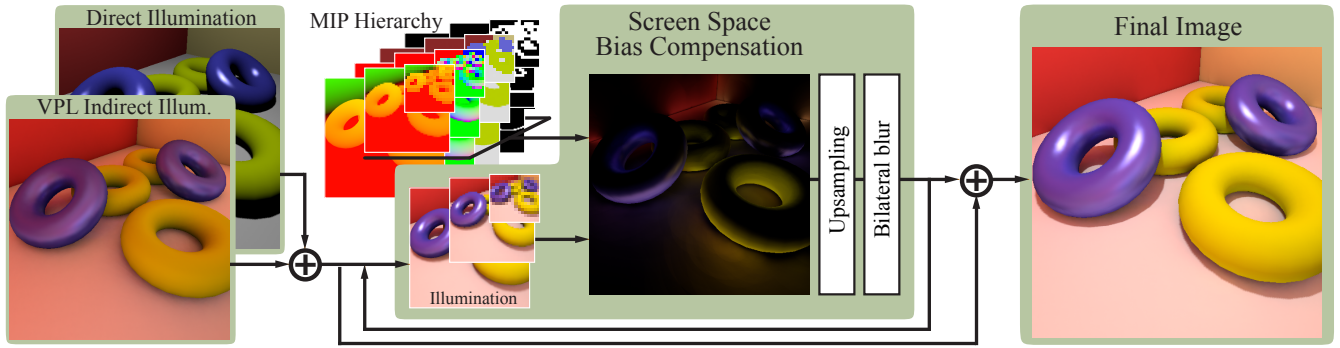 Direct Illumination
VPL Indirect Illum.
MIP Hierarchy
Illumination
Screen Space
Bias Compensation
Upsampling
Bilateral blur
Final Image